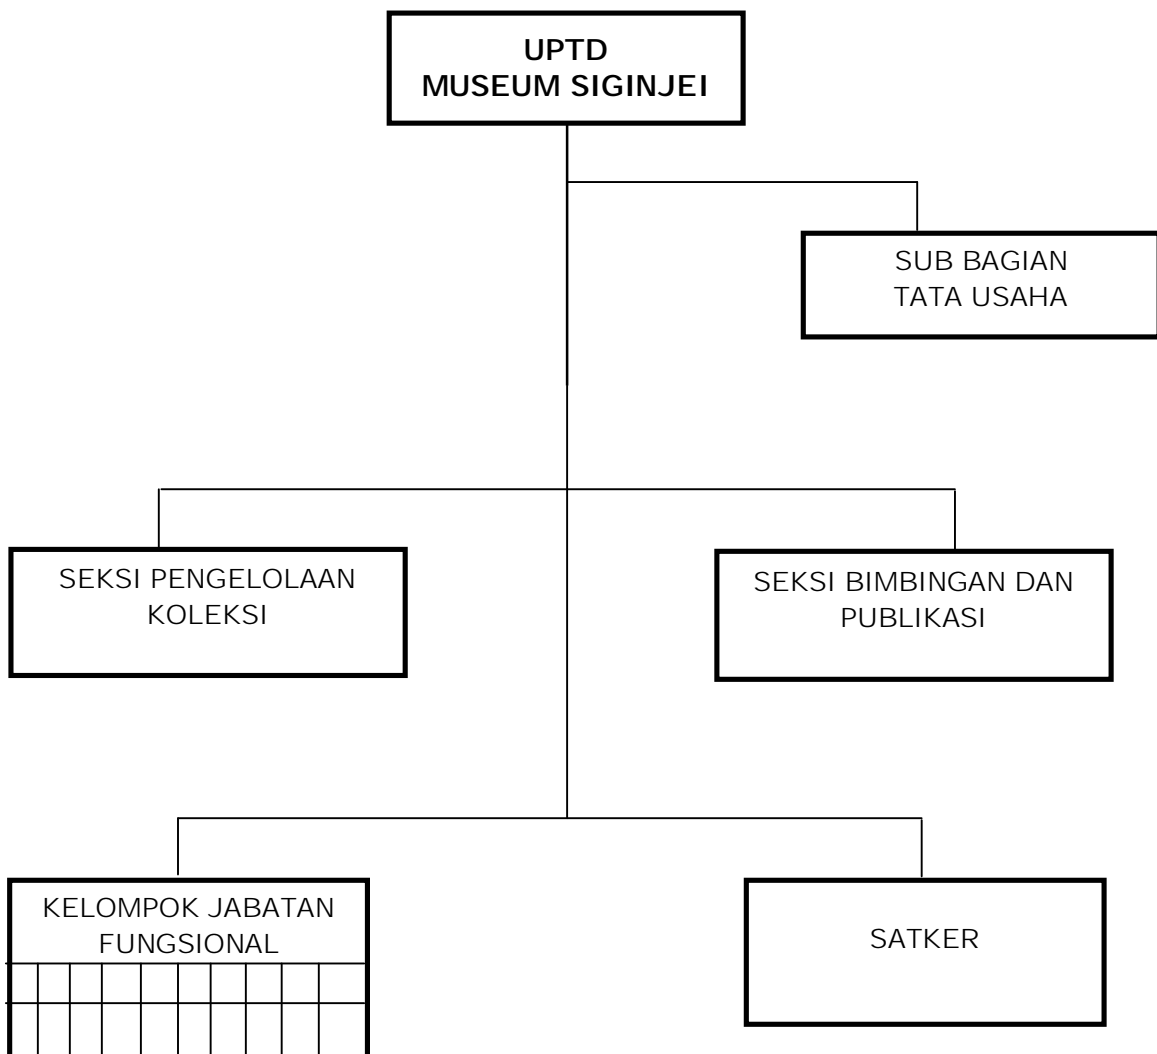 UPTD
MUSEUM SIGINJEI
SUB BAGIAN
TATA USAHA
SEKSI PENGELOLAAN
KOLEKSI
SEKSI BIMBINGAN DAN
PUBLIKASI
KELOMPOK JABATAN
FUNGSIONAL
SATKER